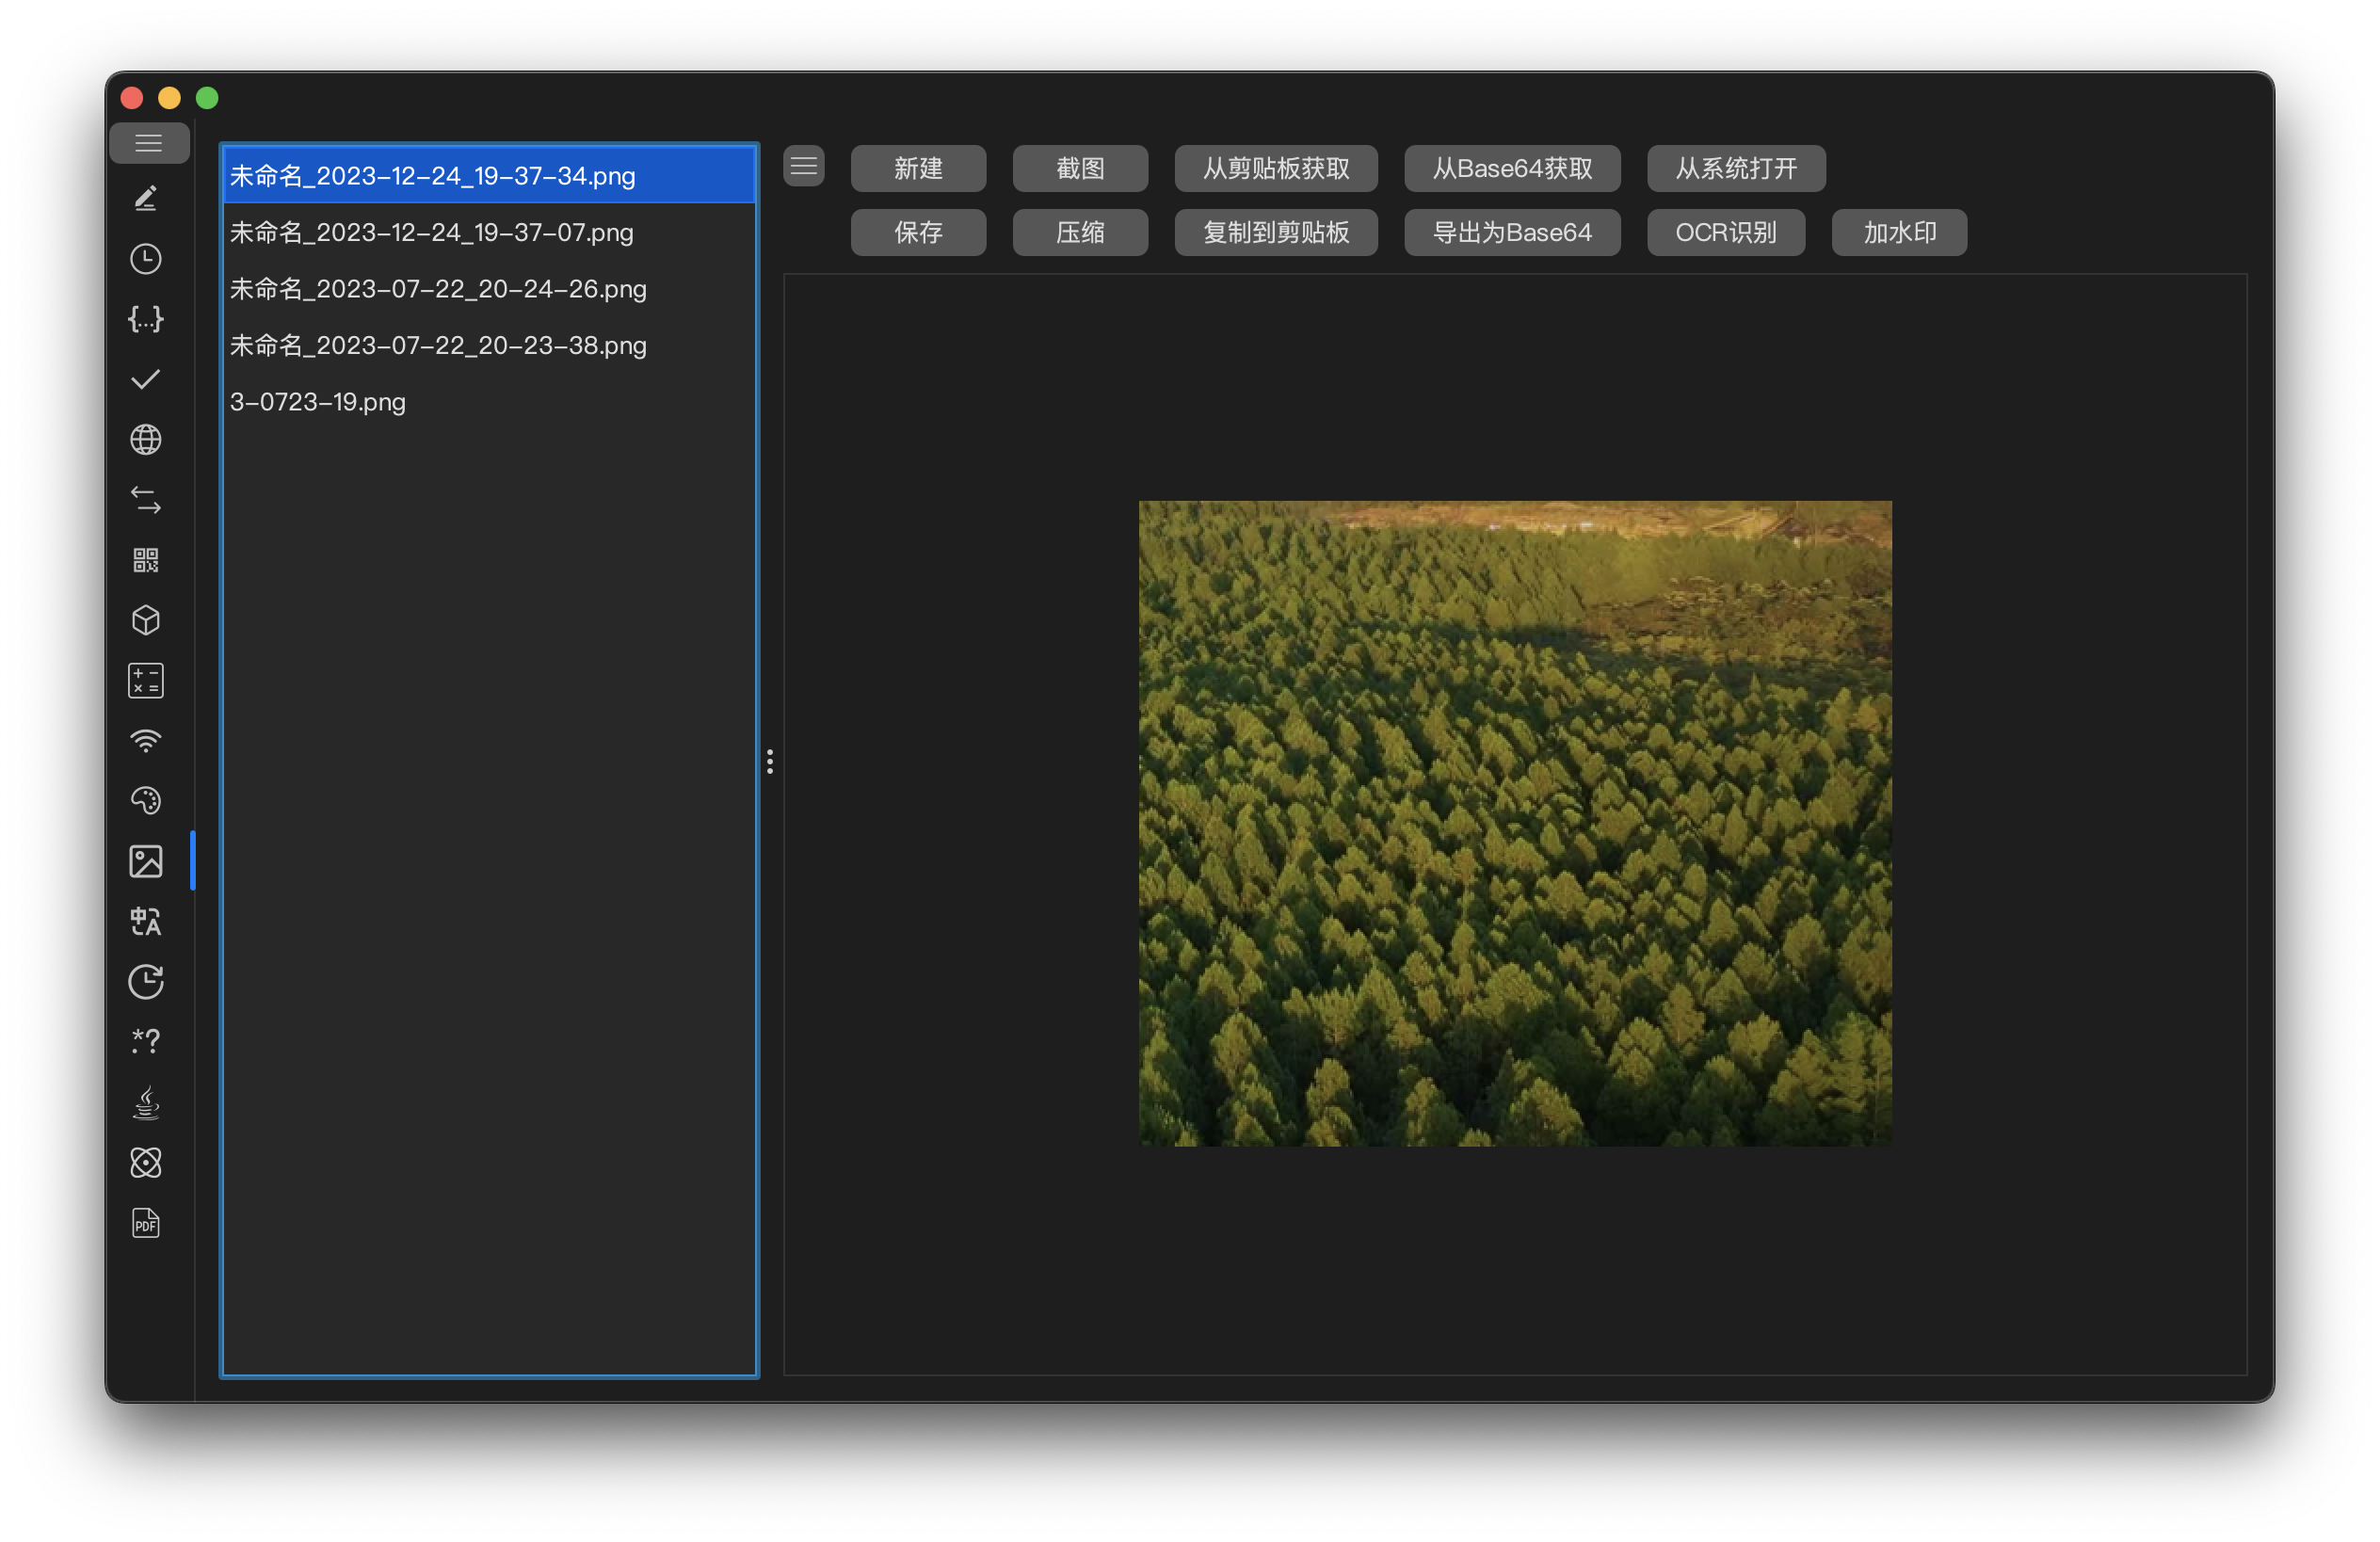 未命名_2023-12-24_19-37-34.png
未命名_2023-12-24_19-37-07.png
未命名_2023-07-22_20-24-26.png
未命名_2023-07-22_20-23-38.png
3-0723-19.png
新建 截图 从剪贴板获取 从Base64获取 从系统打开
保存 压缩 复制到剪贴板 导出为Base64 OCR识别 加水印
{...}
中A
*?
PDF